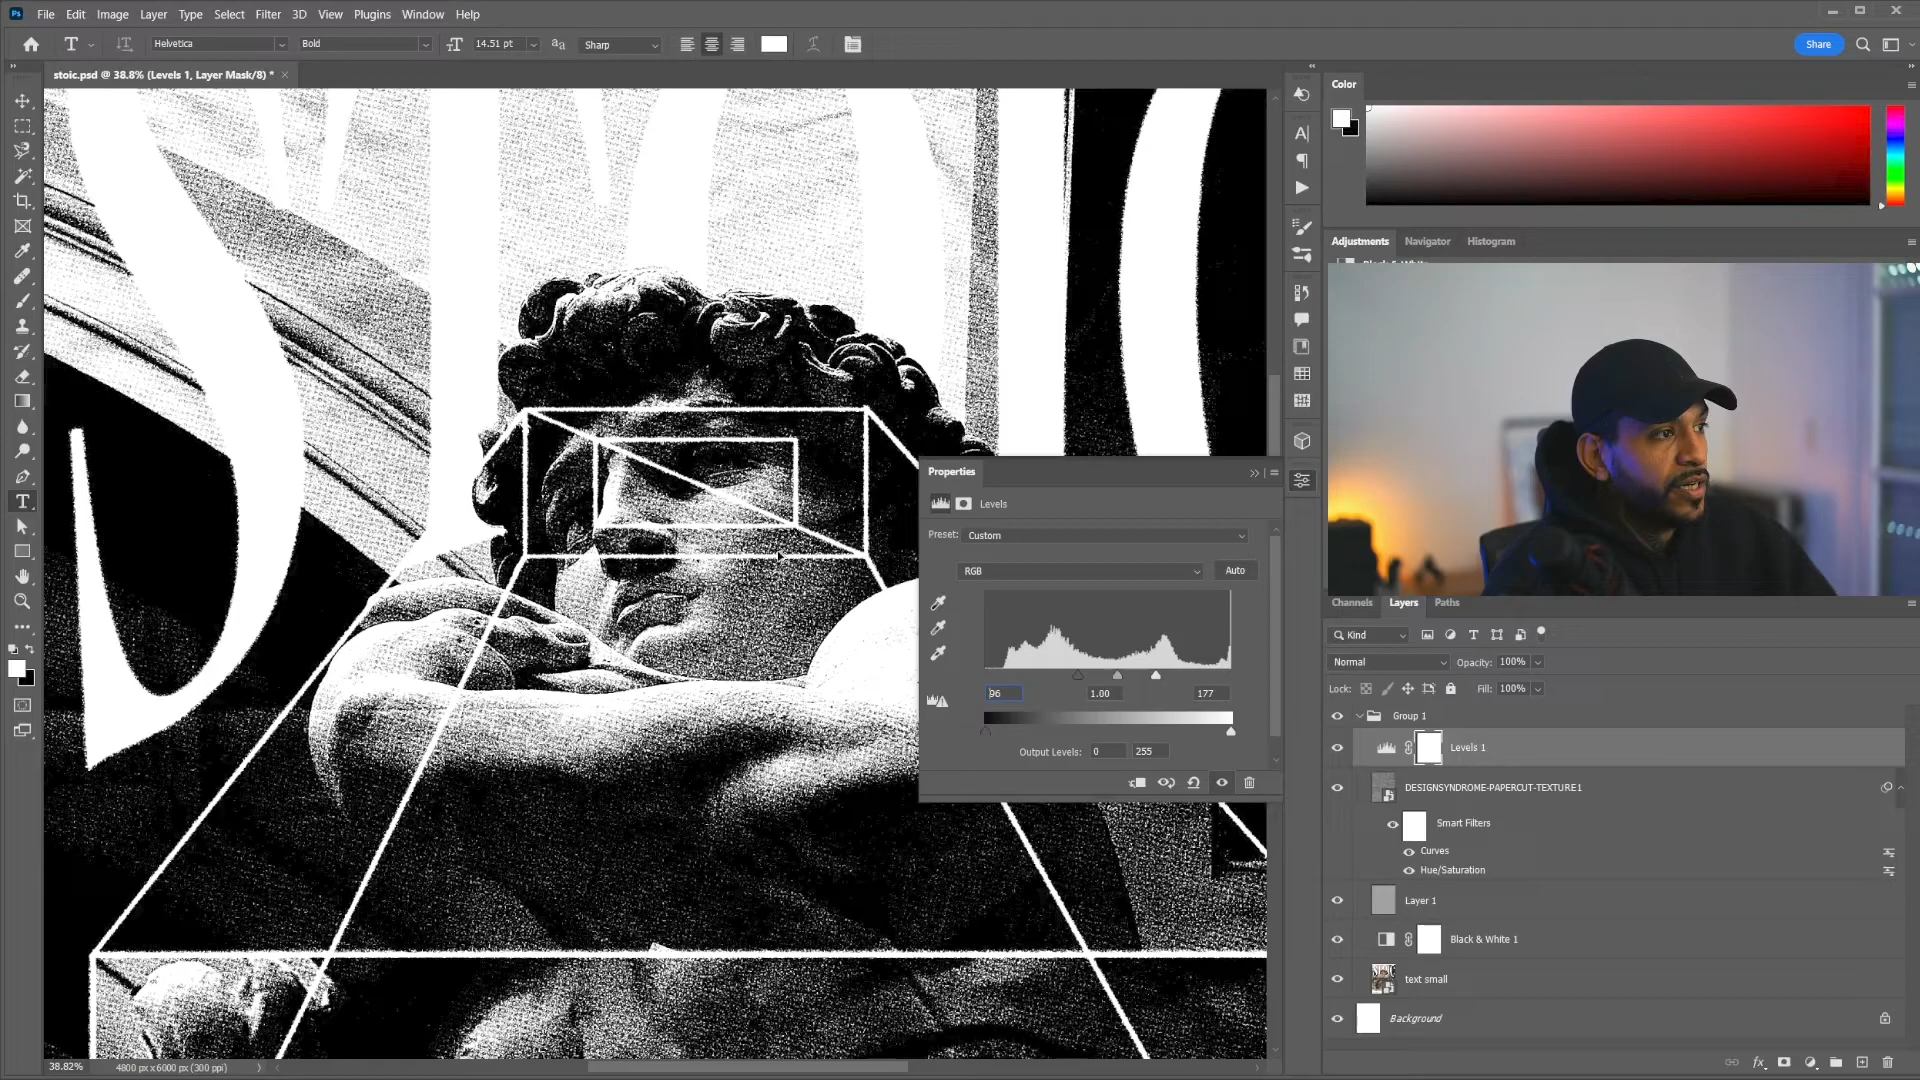 Ps File Edit Image Layer Type Select Filter 3D View Plugins Window Help
T Helvetica Bold 14.51 pt aa Sharp Share
stoic.psd @ 38.8% (Levels 1, Layer Mask/8) *
Color
Adjustments Navigator Histogram
Properties
Levels
Preset: Custom
RGB Auto
96 1.00 177
Output Levels: 0 255
Channels Layers Paths
Kind
Normal Opacity: 100%
Lock: Fill: 100%
Group 1
Levels 1
DESIGNSYNDROME-PAPERCUT-TEXTURE1
Smart Filters
Curves
Hue/Saturation
Layer 1
Black & White 1
text small
Background
38.82% 4800 px x 6000 px (300 ppi)